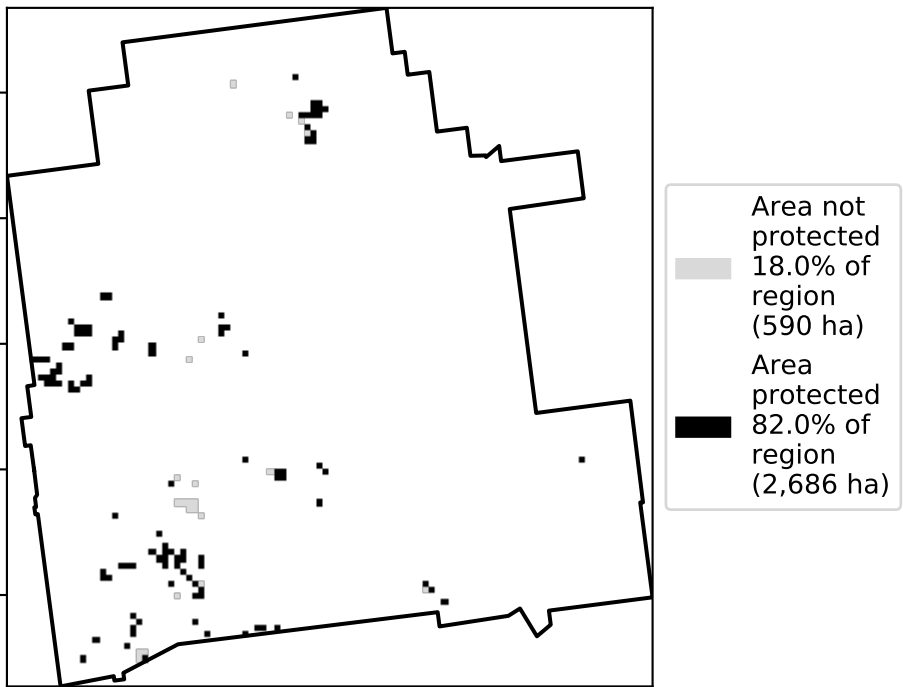 Area not
protected
18.0% of
region
(590 ha)
Area
protected
82.0% of
region
(2,686 ha)